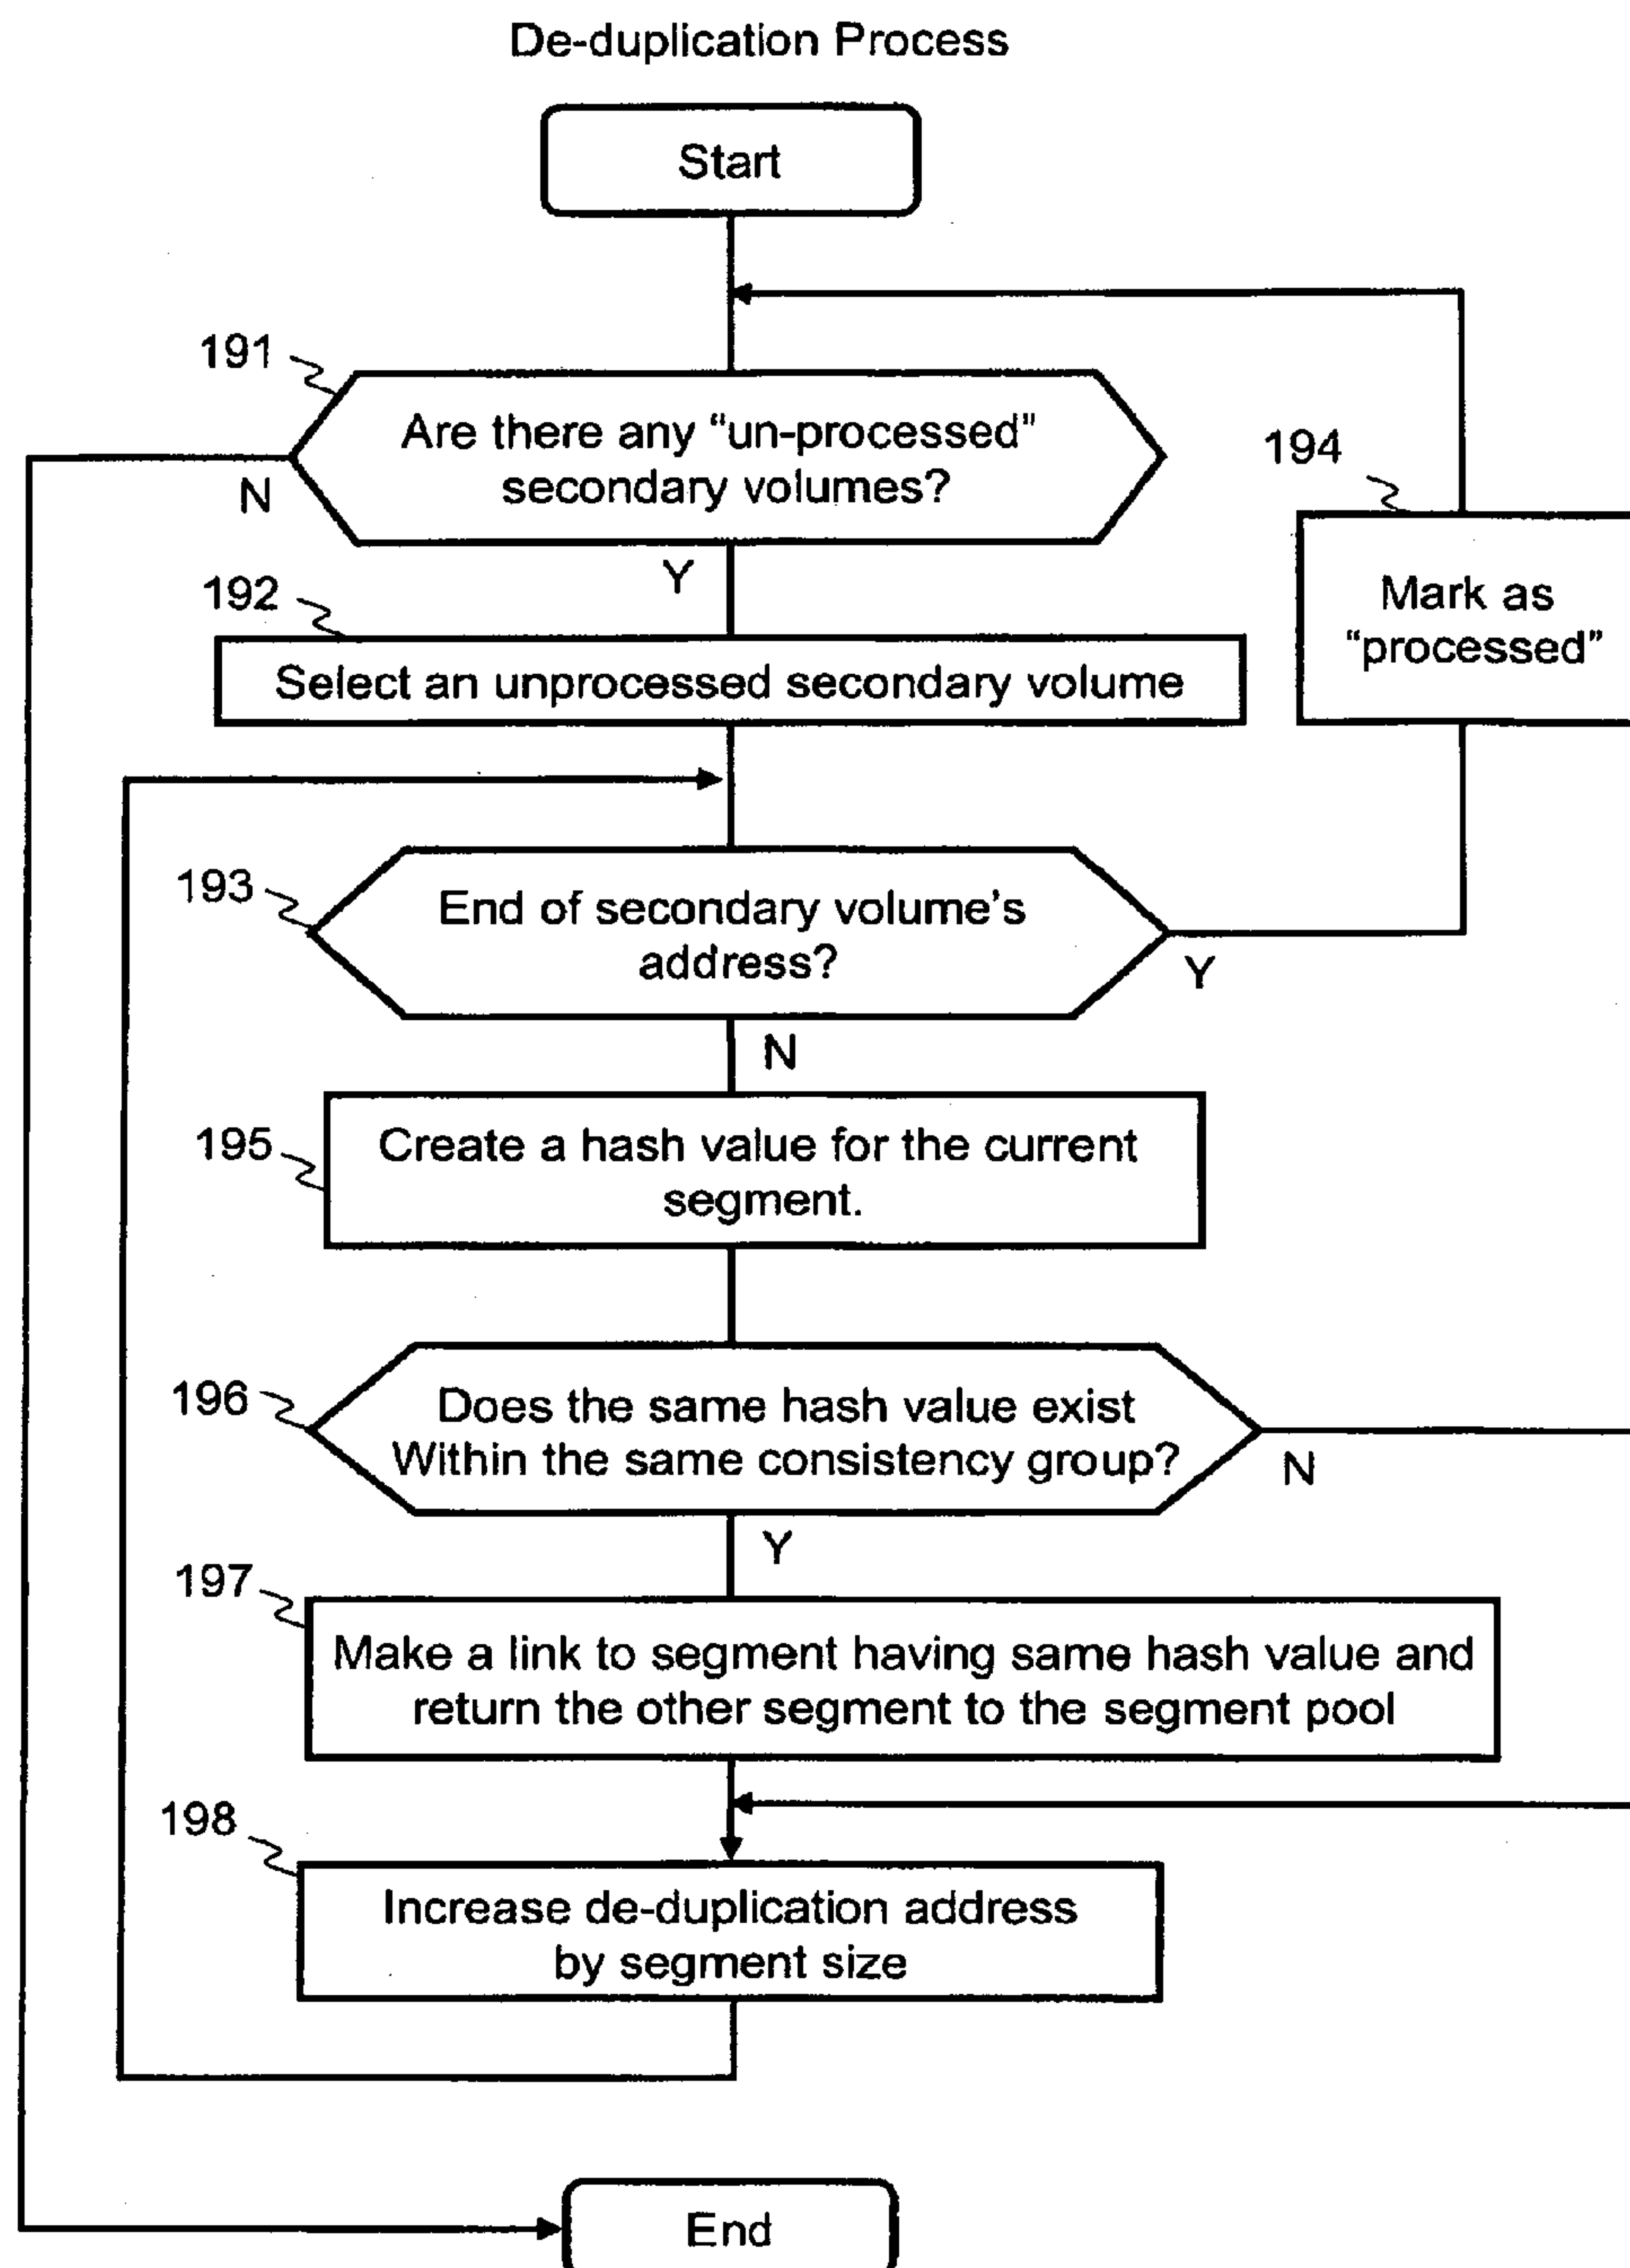 De-duplication Process
Start
191
Are there any “un-processed”
secondary volumes?
N
Y
194
Mark as
“processed”
192
Select an unprocessed secondary volume
193
End of secondary volume's
address?
Y
N
195
Create a hash value for the current
segment.
196
Does the same hash value exist
Within the same consistency group?
N
Y
197
Make a link to segment having same hash value and
return the other segment to the segment pool
198
Increase de-duplication address
by segment size
End